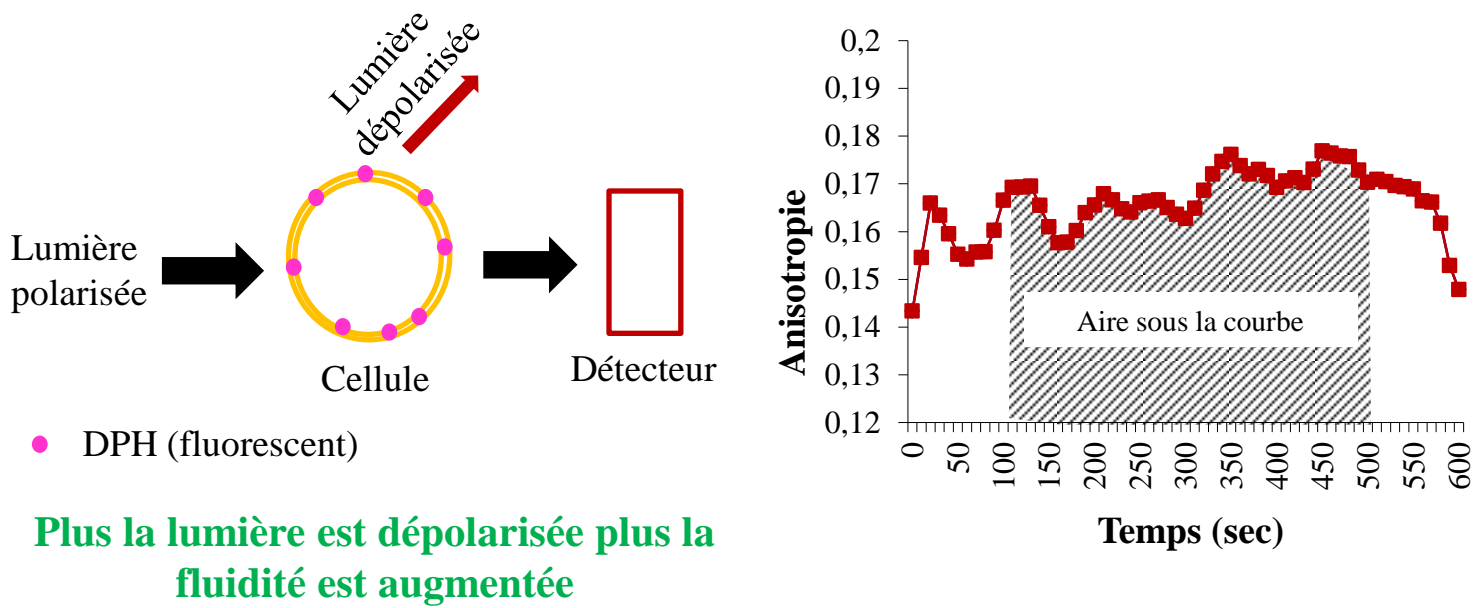 Lumière
dépolarisée
Lumière
polarisée
Cellule
Détecteur
DPH (fluorescent)
Plus la lumière est dépolarisée plus la
fluidité est augmentée
Anisotropie
0,2
0,19
0,18
0,17
0,16
0,15
0,14
0,13
0,12
Aire sous la courbe
0 50 100 150 200 250 300 350 400 450 500 550 600
Temps (sec)